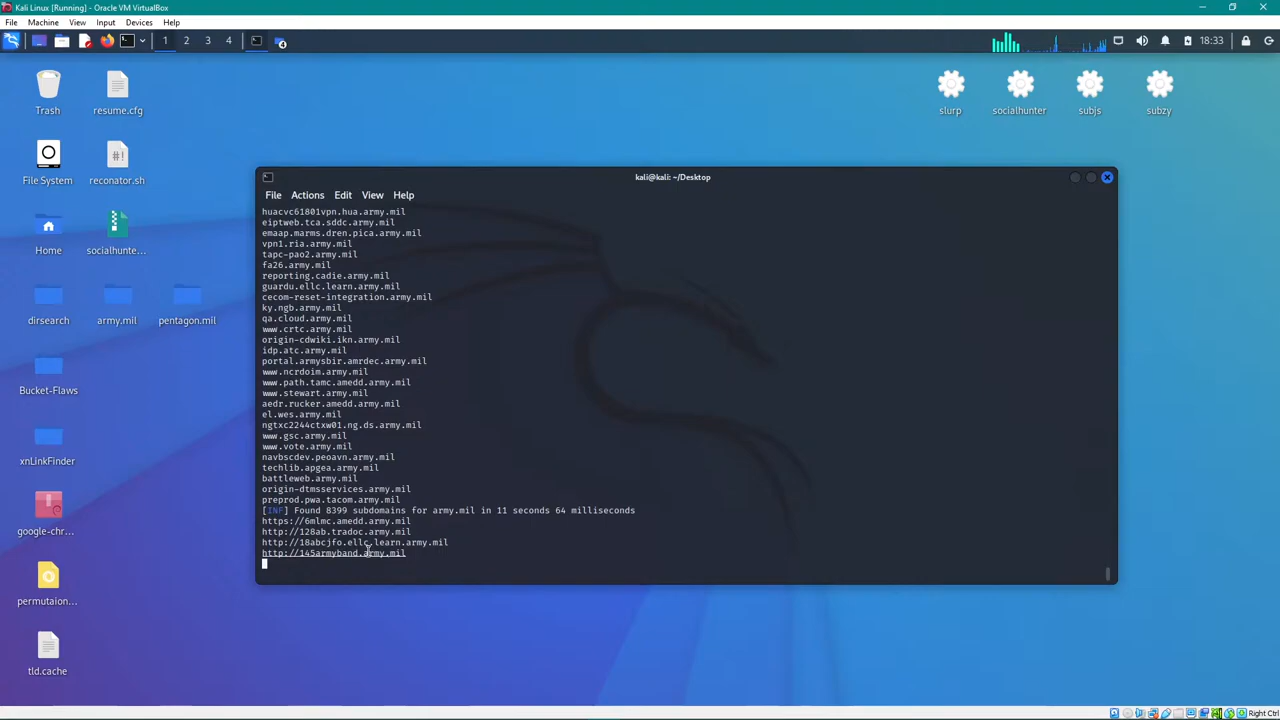 Kali Linux [Running] - Oracle VM VirtualBox
File Machine View Input Devices Help
1 2 3 4
4
18:33
Trash
resume.cfg
slurp
socialhunter
subjs
subzy
File System
#!
reconator.sh
Home
socialhunte...
dirsearch
army.mil
pentagon.mil
Bucket-Flaws
xnLinkFinder
google-chr...
permutaion...
tld.cache
kali@kali: ~/Desktop
File Actions Edit View Help
huacvc61801vpn.hua.army.mil
eiptweb.tca.sddc.army.mil
emaap.marms.dren.pica.army.mil
vpn1.ria.army.mil
tapc-pao2.army.mil
fa26.army.mil
reporting.cadie.army.mil
guardu.ellc.learn.army.mil
cecom-reset-integration.army.mil
ky.ngb.army.mil
qa.cloud.army.mil
www.crtc.army.mil
origin-cdwiki.ikn.army.mil
idp.atc.army.mil
portal.armysbir.amrdec.army.mil
www.ncrdoim.army.mil
www.path.tamc.amedd.army.mil
www.stewart.army.mil
aedr.rucker.amedd.army.mil
el.wes.army.mil
ngtxc2244ctxw01.ng.ds.army.mil
www.gsc.army.mil
www.vote.army.mil
navbscdev.peoavn.army.mil
techlib.apgea.army.mil
battleweb.army.mil
origin-dtmsservices.army.mil
preprod.pwa.tacom.army.mil
[INF] Found 8399 subdomains for army.mil in 11 seconds 64 milliseconds
https://6mlmc.amedd.army.mil
http://128ab.tradoc.army.mil
http://18abcjfo.ellc.learn.army.mil
http://145armyband.army.mil
Right Ctrl